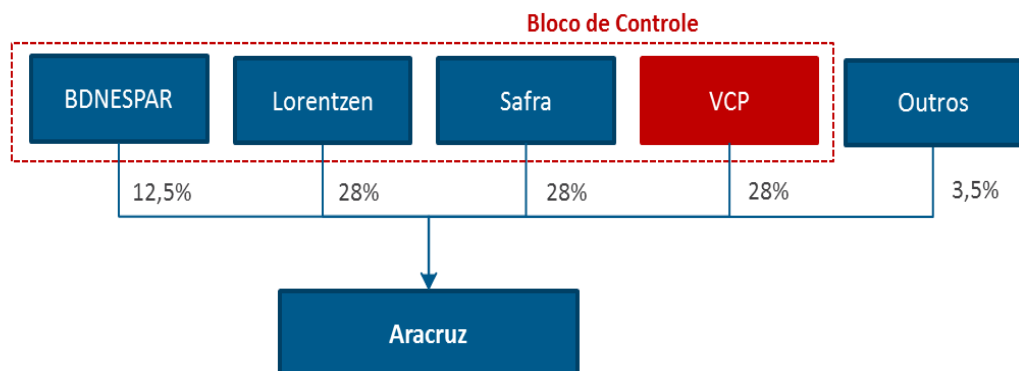 Bloco de Controle
BDNESPAR
Lorentzen
Safra
VCP
Outros
12,5%
28%
28%
28%
3,5%
Aracruz